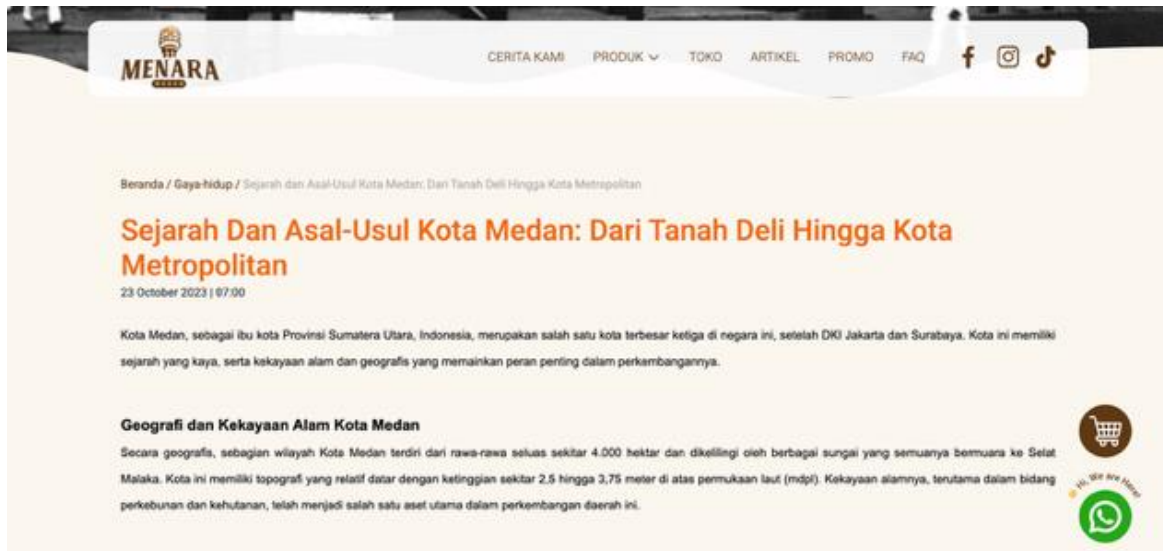 MENARA
CERITA KAMI PRODUK TOKO ARTIKEL PROMO FAQ
Beranda / Gaya-hidup / Sejarah dan Asal-Usul Kota Medan: Dari Tanah Deli Hingga Kota Metropolitan
Sejarah Dan Asal-Usul Kota Medan: Dari Tanah Deli Hingga Kota
Metropolitan
23 October 2023 | 07:00
Kota Medan, sebagai ibu kota Provinsi Sumatera Utara, Indonesia, merupakan salah satu kota terbesar ketiga di negara ini, setelah DKI Jakarta dan Surabaya. Kota ini memiliki
sejarah yang kaya, serta kekayaan alam dan geografis yang memainkan peran penting dalam perkembangannya.
Geografi dan Kekayaan Alam Kota Medan
Secara geografis, sebagian wilayah Kota Medan terdiri dari rawa-rawa seluas sekitar 4.000 hektar dan dikelilingi oleh berbagai sungai yang semuanya bermuara ke Selat
Malaka. Kota ini memiliki topografi yang relatif datar dengan ketinggian sekitar 2,5 hingga 3,75 meter di atas permukaan laut (mdpl). Kekayaan alamnya, terutama dalam bidang
perkebunan dan kehutanan, telah menjadi salah satu aset utama dalam perkembangan daerah ini.
Hi, We are Here!